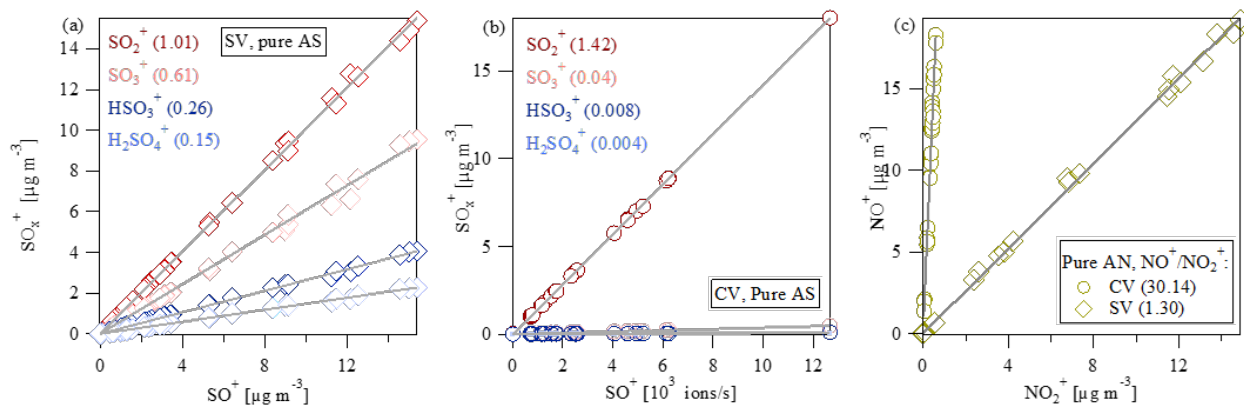 (a)
SO₂⁺ (1.01)
SO₃⁺ (0.61)
HSO₃⁺ (0.26)
H₂SO₄⁺ (0.15)
SV, pure AS
14
12
10
8
6
4
2
0
SOₓ⁺ [µg m⁻³]
0
4
8
12
SO⁺ [µg m⁻³]
(b)
SO₂⁺ (1.42)
SO₃⁺ (0.04)
HSO₃⁺ (0.008)
H₂SO₄⁺ (0.004)
CV, Pure AS
15
10
5
0
SOₓ⁺ [µg m⁻³]
0
2
4
6
8
10
12
SO⁺ [10³ ions/s]
(c)
15
10
5
0
NO⁺ [µg m⁻³]
0
4
8
12
NO₂⁺ [µg m⁻³]
Pure AN, NO⁺/NO₂⁺:
CV (30.14)
SV (1.30)